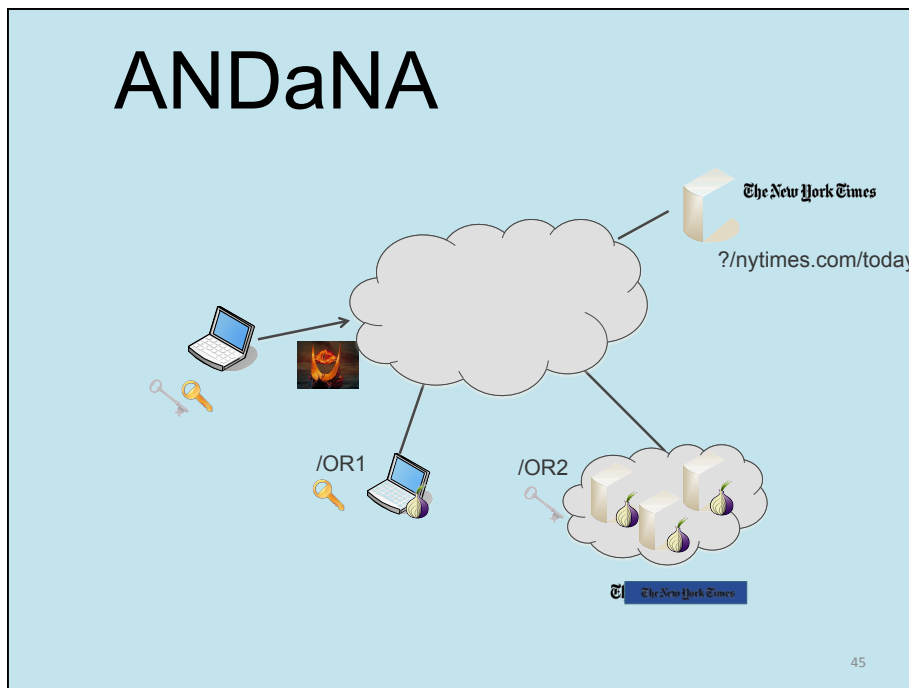 ANDaNA
The New York Times
?/nytimes.com/today
/OR1
/OR2
The New York Times
45